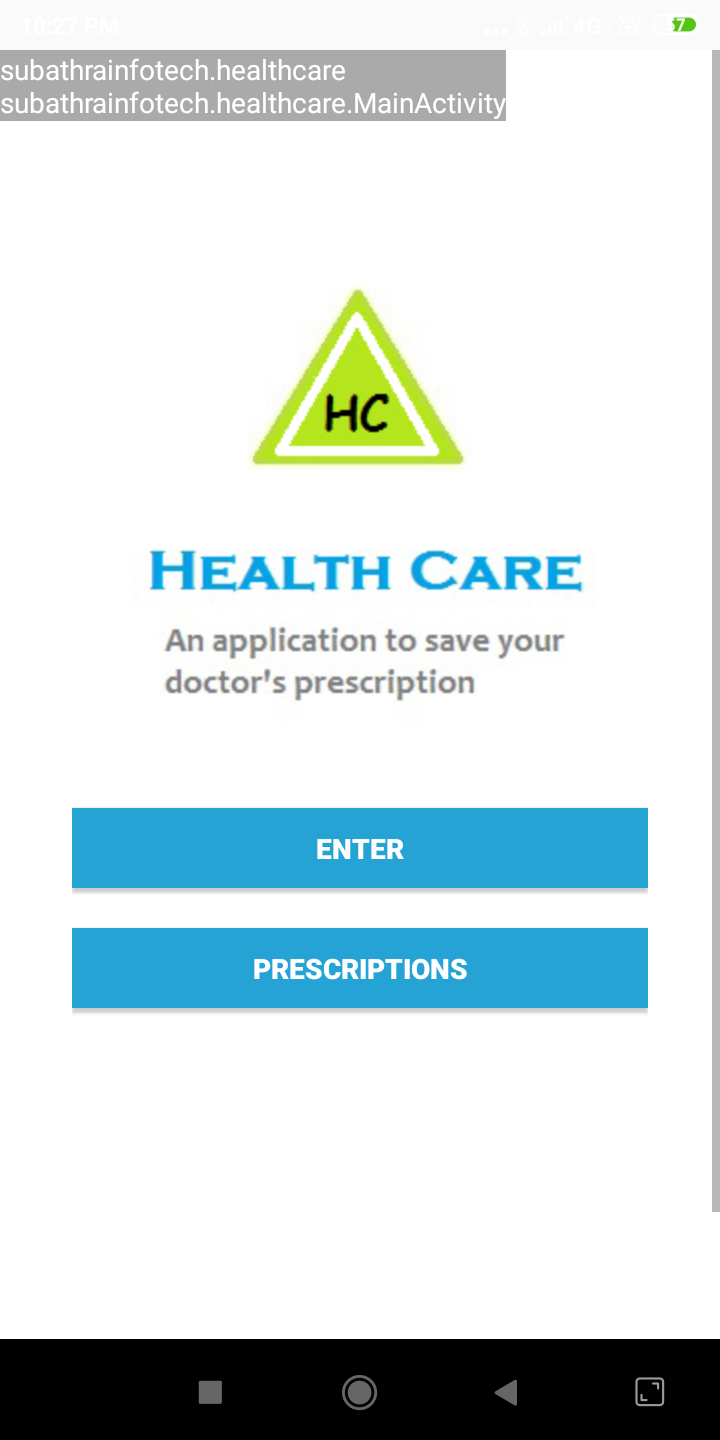 10:27 PM 4G VoLTE
subathrainfotech.healthcare
subathrainfotech.healthcare.MainActivity
HC
HEALTH CARE
An application to save your
doctor's prescription
ENTER
PRESCRIPTIONS